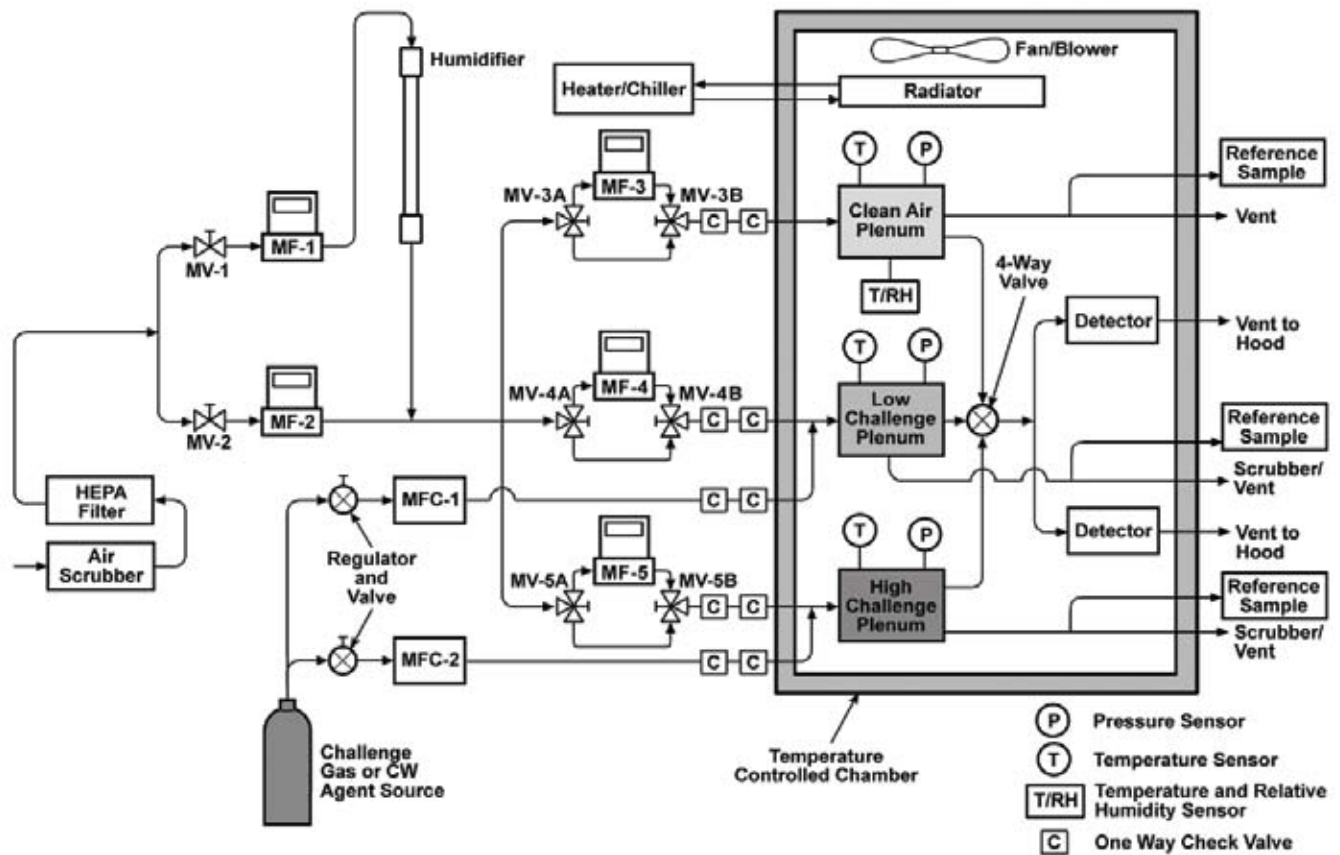 Fan/Blower
Humidifier
Heater/Chiller
Radiator
T
P
Reference
Sample
MV-3A
MF-3
MV-3B
C
C
Clean Air
Plenum
Vent
MV-1
MF-1
4-Way
Valve
T/RH
Detector
Vent to
Hood
T
P
MV-4A
MF-4
MV-4B
C
C
Low
Challenge
Plenum
MV-2
MF-2
Reference
Sample
Scrubber/
Vent
HEPA
Filter
MFC-1
C
C
Detector
Vent to
Hood
T
P
Air
Scrubber
Regulator
and
Valve
MV-5A
MF-5
MV-5B
C
C
High
Challenge
Plenum
Reference
Sample
Scrubber/
Vent
MFC-2
C
C
Challenge
Gas or CW
Agent Source
Temperature
Controlled Chamber
P
Pressure Sensor
T
Temperature Sensor
T/RH
Temperature and Relative
Humidity Sensor
C
One Way Check Valve